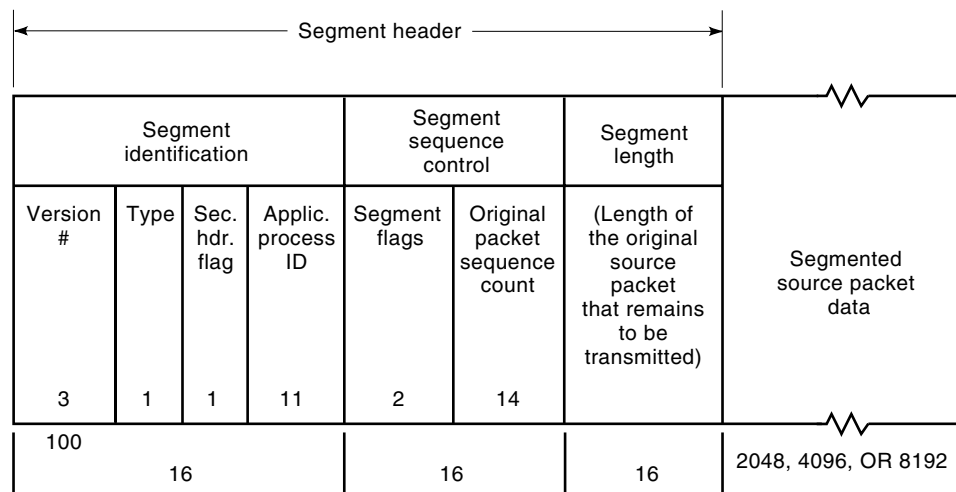 Segment header
Segment
identification
Segment
sequence
control
Segment
length
Version
#
Type
Sec.
hdr.
flag
Applic.
process
ID
Segment
flags
Original
packet
sequence
count
(Length of
the original
source
packet
that remains
to be
transmitted)
Segmented
source packet
data
3
1
1
11
2
14
100
16
16
16
2048, 4096, OR 8192